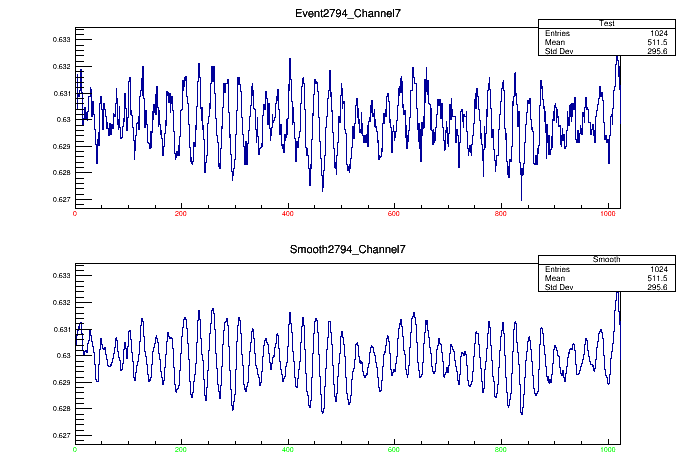 Event2794_Channel7
Test
Entries 1024
Mean 511.5
Std Dev 295.6
0.633
0.632
0.631
0.63
0.629
0.628
0.627
0 200 400 600 800 1000
Smooth2794_Channel7
Smooth
Entries 1024
Mean 511.5
Std Dev 295.6
0.633
0.632
0.631
0.63
0.629
0.628
0.627
0 200 400 600 800 1000